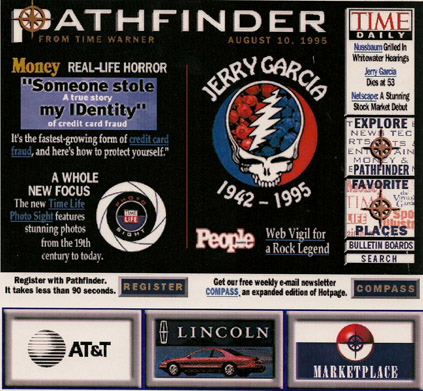 PATHFINDER
FROM TIME WARNER AUGUST 10, 1995
Money REAL-LIFE HORROR
"Someone stole
A true story
my IDentity"
of credit card fraud
It's the fastest-growing form of credit card
fraud, and here's how to protect yourself."
A WHOLE
NEW FOCUS
The new Time Life
Photo Sight features
stunning photos
from the 19th
century to today.
PHOTO
TIME
LIFE
SIGHT
JERRY GARCIA
1942 - 1995
People
Web Vigil for
a Rock Legend
TIME
DAILY
Nussbaum Grilled In
Whitewater Hearings
Jerry Garcia
Dies at 53
Netscape: A Stunning
Stock Market Debut
EXPLORE
PATHFINDER
FAVORITE
PLACES
BULLETIN BOARDS
SEARCH
Register with Pathfinder.
It takes less than 90 seconds.
REGISTER
Get our free weekly e-mail newsletter
COMPASS, an expanded edition of Hotpage.
COMPASS
AT&T
LINCOLN
MARKETPLACE